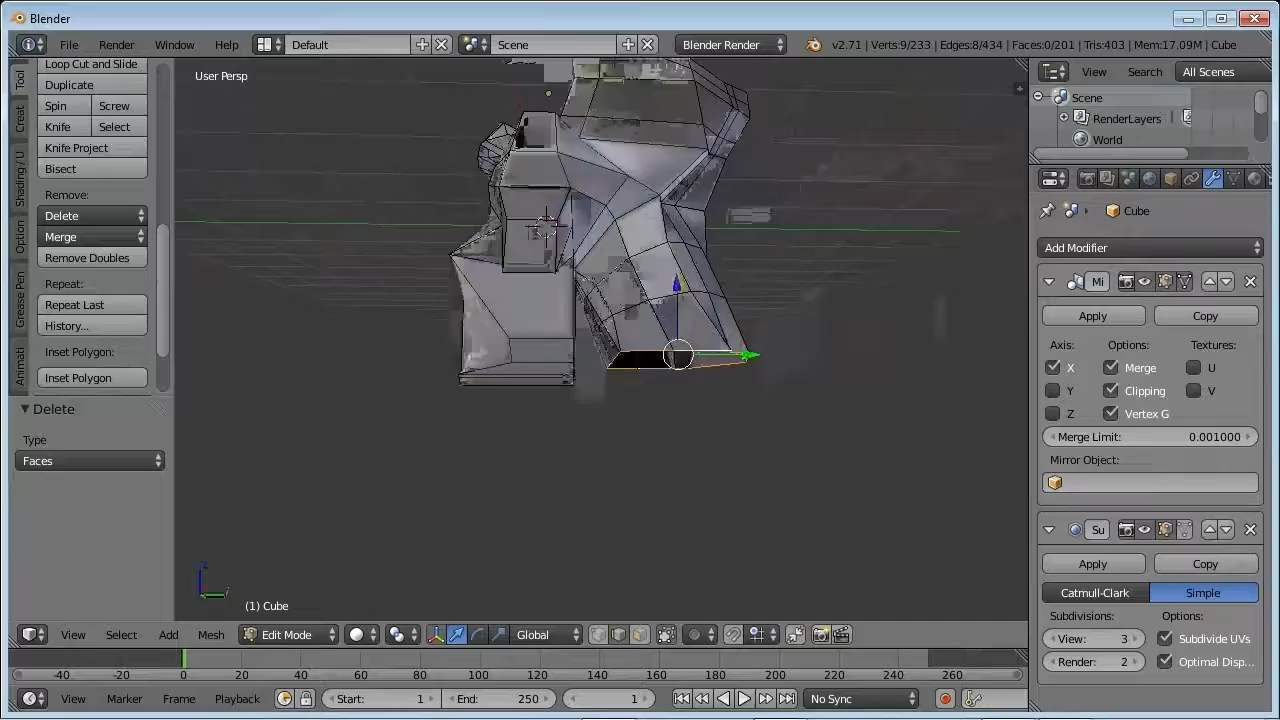 Blender
File Render Window Help Default Scene Blender Render v2.71 | Verts:9/233 | Edges:8/434 | Faces:0/201 | Tris:403 | Mem:17.09M | Cube
Tool
Creat
Shading / U
Option
Grease Pen
Animati
Loop Cut and Slide
Duplicate
Spin Screw
Knife Select
Knife Project
Bisect
Remove:
Delete
Merge
Remove Doubles
Repeat:
Repeat Last
History...
Inset Polygon:
Inset Polygon
Delete
Type
Faces
User Persp
(1) Cube
View Search All Scenes
Scene
RenderLayers
World
Cube
Add Modifier
Mi
Apply Copy
Axis: Options: Textures:
X Merge U
Y Clipping V
Z Vertex G
Merge Limit: 0.001000
Mirror Object:
Su
Apply Copy
Catmull-Clark Simple
Subdivisions: Options:
View: 3 Subdivide UVs
Render: 2 Optimal Disp...
View Select Add Mesh Edit Mode Global
-40 -20 0 20 40 60 80 100 120 140 160 180 200 220 240 260
View Marker Frame Playback Start: 1 End: 250 1 No Sync